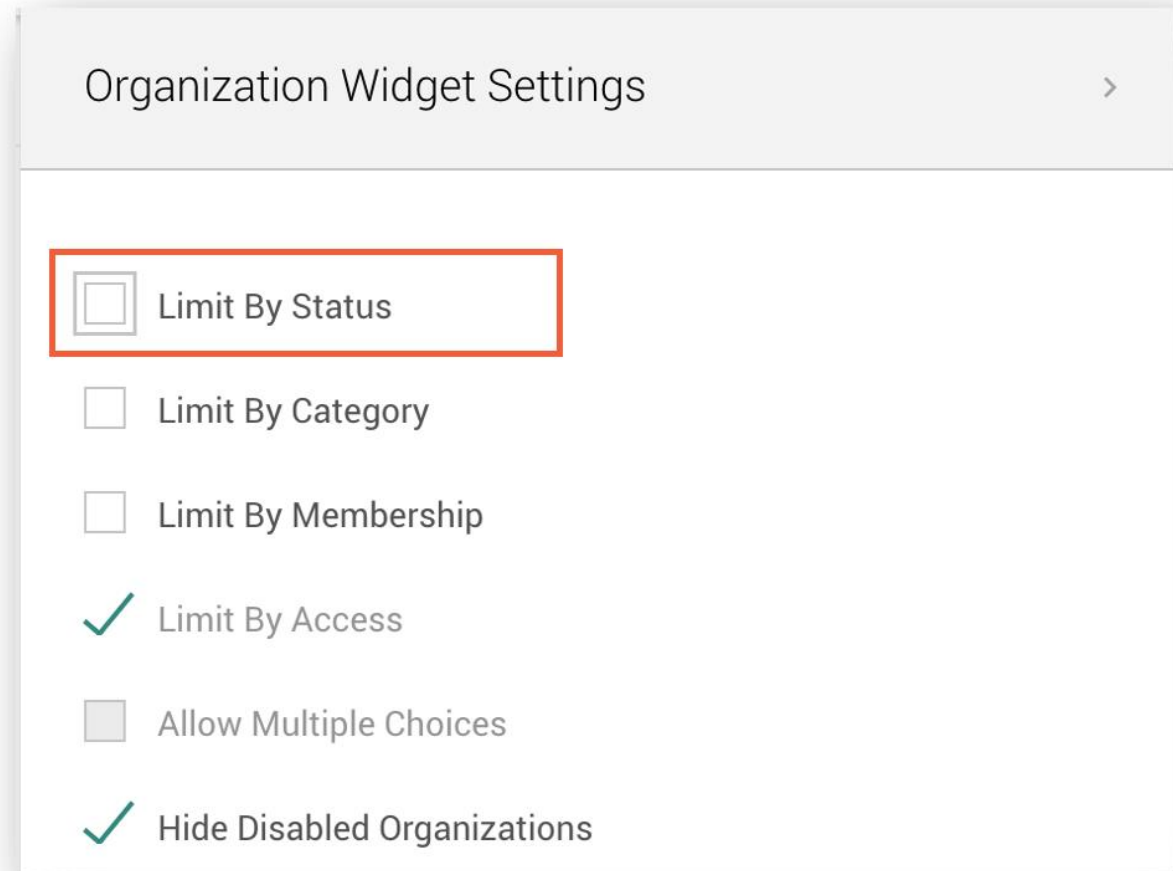 Organization Widget Settings
Limit By Status
Limit By Category
Limit By Membership
Limit By Access
Allow Multiple Choices
Hide Disabled Organizations